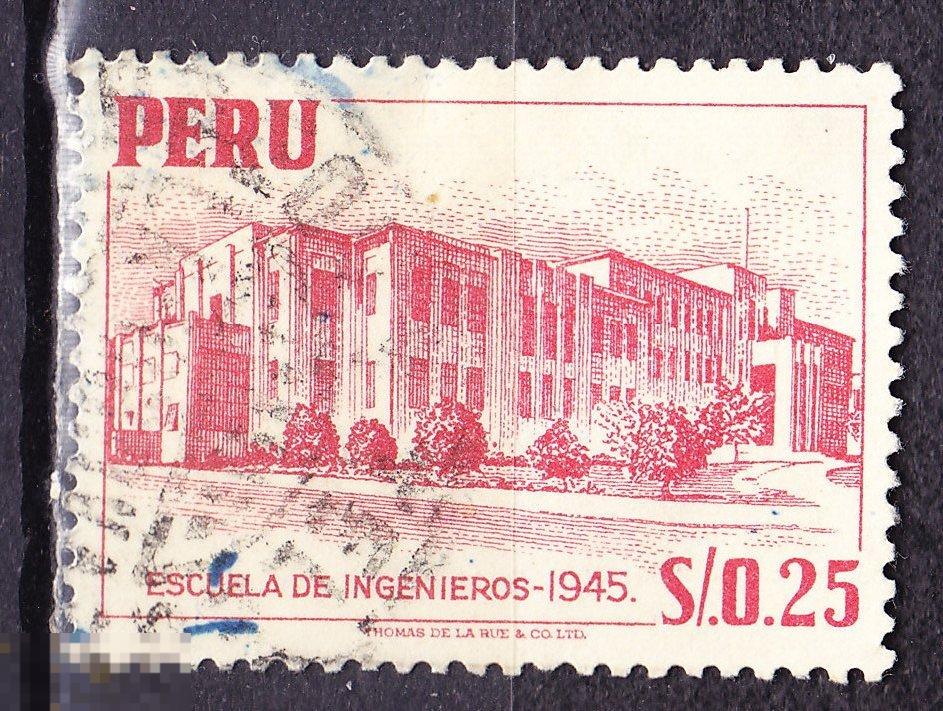 PERU
ESCUELA DE INGENIEROS-1945.
S/.0.25
THOMAS DE LA RUE & CO. LTD.